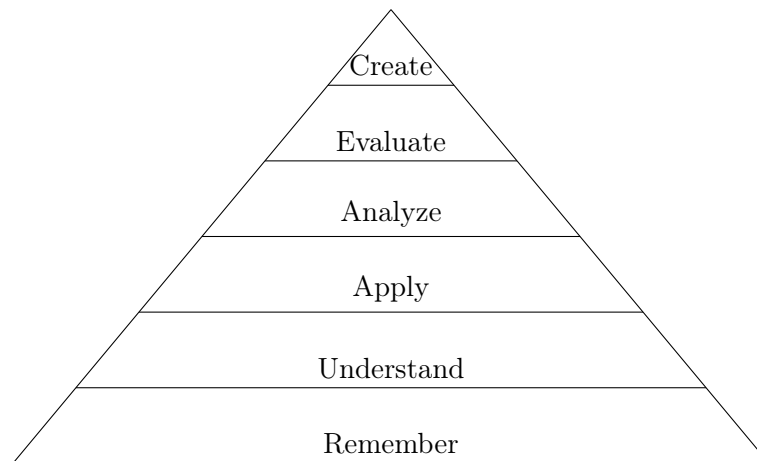 Create
Evaluate
Analyze
Apply
Understand
Remember